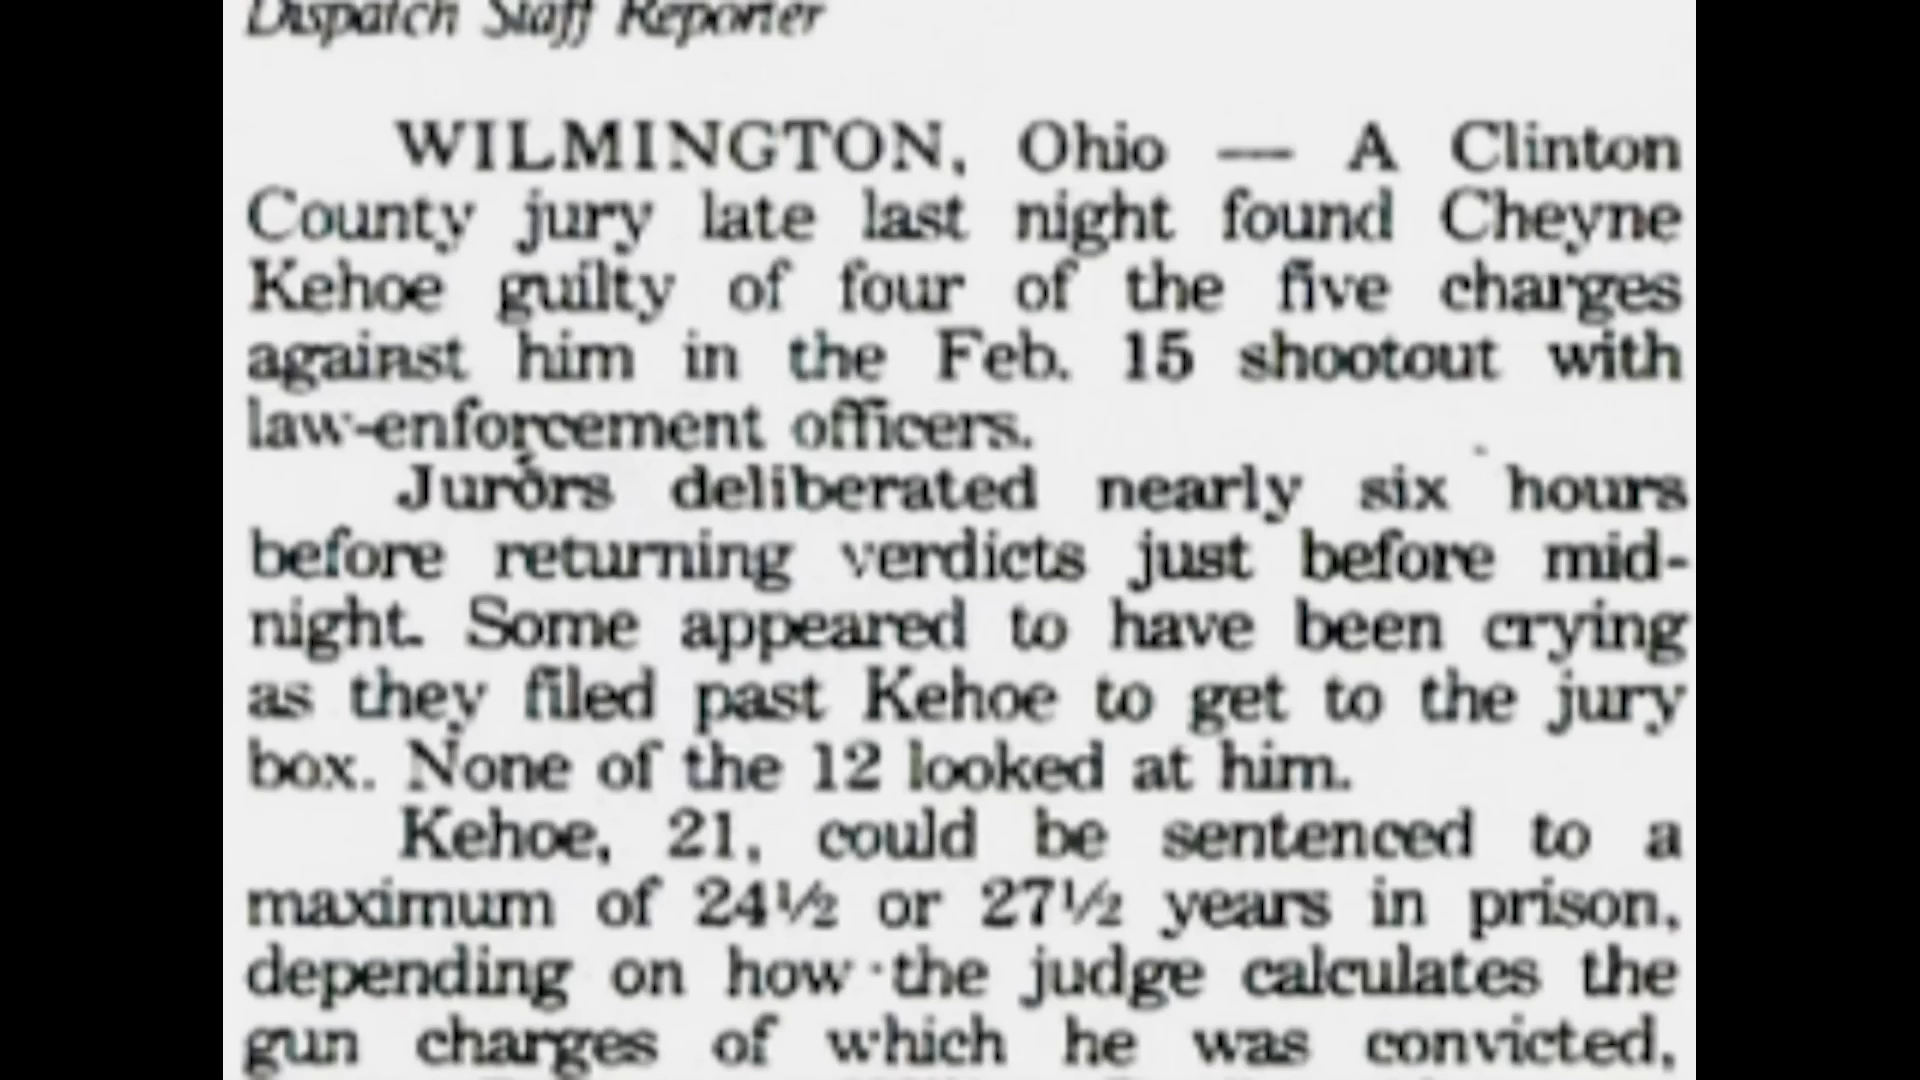 Dispatch Staff Reporter
WILMINGTON, Ohio — A Clinton
County jury late last night found Cheyne
Kehoe guilty of four of the five charges
against him in the Feb. 15 shootout with
law-enforcement officers.
Jurors deliberated nearly six hours
before returning verdicts just before mid-
night. Some appeared to have been crying
as they filed past Kehoe to get to the jury
box. None of the 12 looked at him.
Kehoe, 21, could be sentenced to a
maximum of 24½ or 27½ years in prison,
depending on how the judge calculates the
gun charges of which he was convicted,